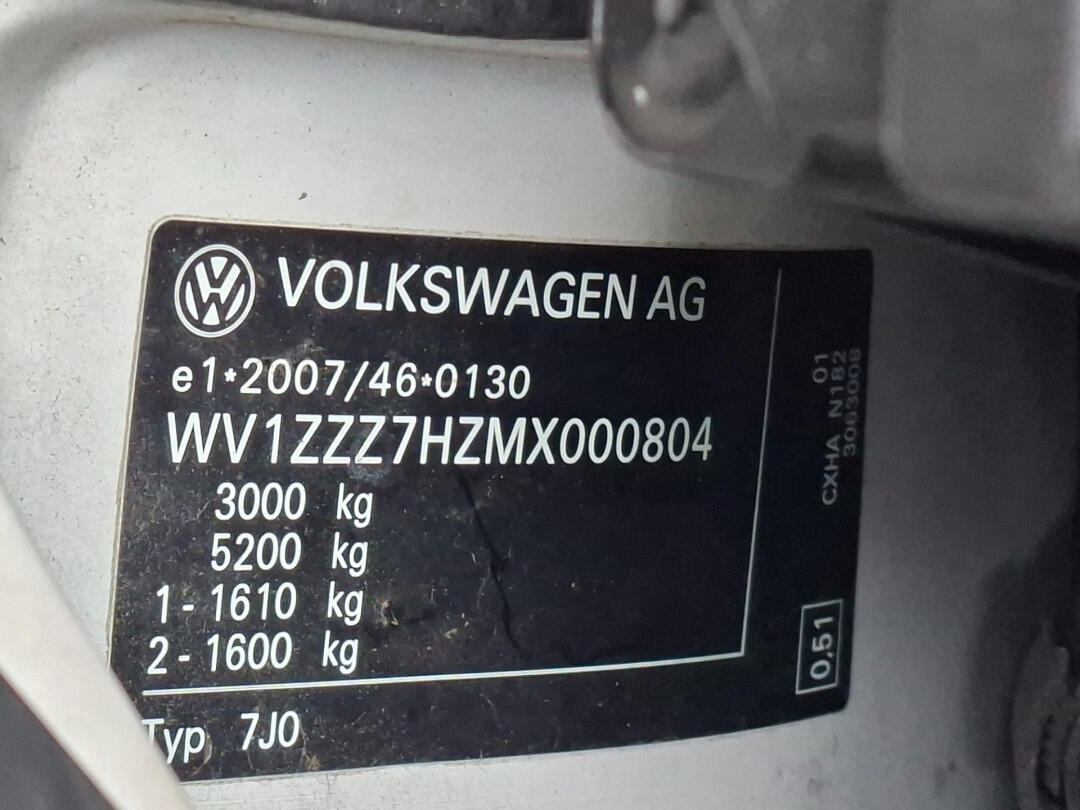 VOLKSWAGEN AG
e1*2007/46*0130
WV1ZZZ7HZMX000804
3000 kg
5200 kg
1- 1610 kg
2- 1600 kg
Typ 7J0
01
CXHA N182
3063008
0,51